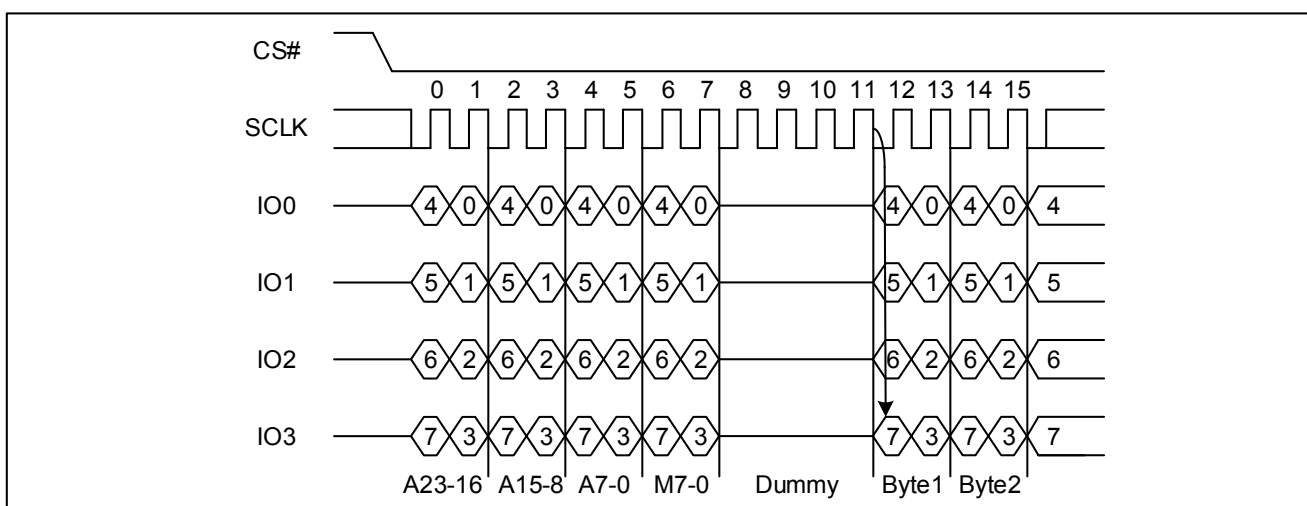 CS#
0 1 2 3 4 5 6 7 8 9 10 11 12 13 14 15
SCLK
IO0 4 0 4 0 4 0 4 0 4 0 4 0 4
IO1 5 1 5 1 5 1 5 1 5 1 5 1 5
IO2 6 2 6 2 6 2 6 2 6 2 6 2 6
IO3 7 3 7 3 7 3 7 3 7 3 7 3 7
A23-16 A15-8 A7-0 M7-0 Dummy Byte1 Byte2